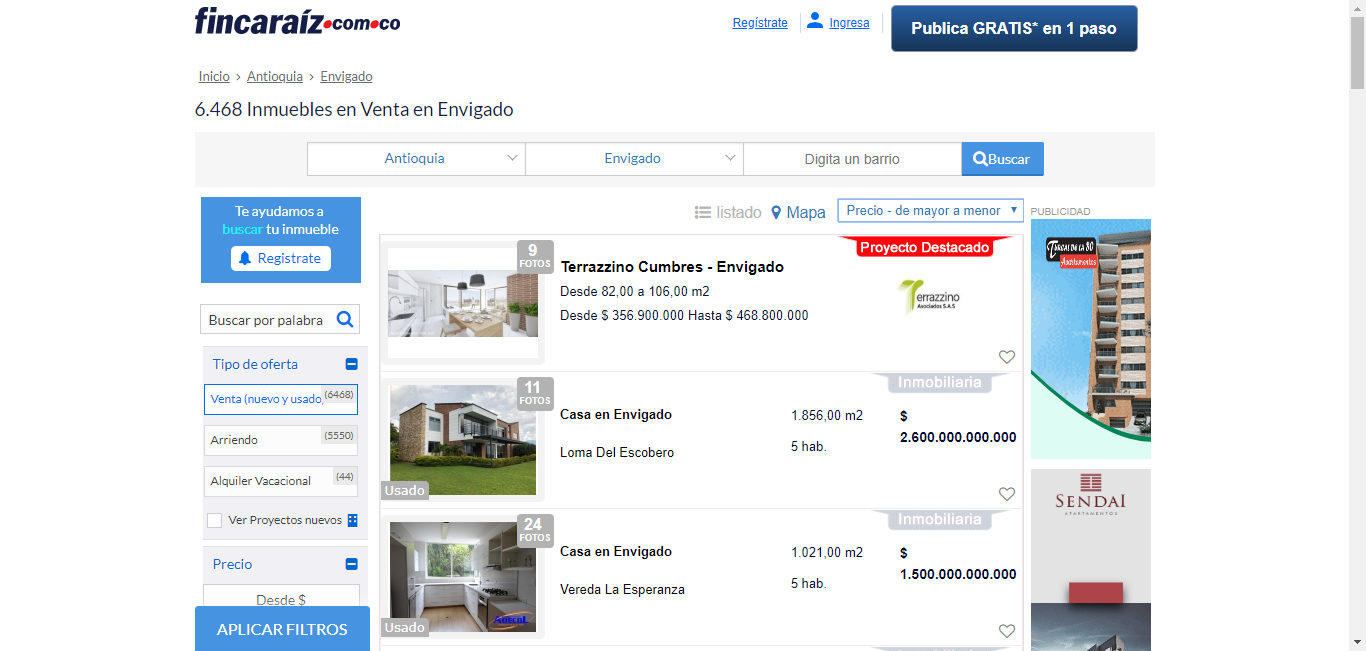 fincaraíz.com.co
Regístrate
Ingresa
Publica GRATIS* en 1 paso
Inicio › Antioquia › Envigado
6.468 Inmuebles en Venta en Envigado
Antioquia
Envigado
Digita un barrio
Buscar
Te ayudamos a
buscar tu inmueble
Registrate
Buscar por palabra
Tipo de oferta
Venta (nuevo y usado)
(6468)
Arriendo
(5550)
Alquiler Vacacional
(44)
Ver Proyectos nuevos
Precio
Desde $
APLICAR FILTROS
listado
Mapa
Precio - de mayor a menor
9
FOTOS
Proyecto Destacado
Terrazzino Cumbres - Envigado
Desde 82,00 a 106,00 m2
Desde $ 356.900.000 Hasta $ 468.800.000
Terrazzino
Asociados S.A.S
11
FOTOS
Usado
Inmobiliaria
Casa en Envigado
Loma Del Escobero
1.856,00 m2
5 hab.
$
2.600.000.000.000
24
FOTOS
Usado
Inmobiliaria
Casa en Envigado
Vereda La Esperanza
1.021,00 m2
5 hab.
$
1.500.000.000.000
Inmobiliaria
PUBLICIDAD
Apartamentos
SENDAI
APARTAMENTOS